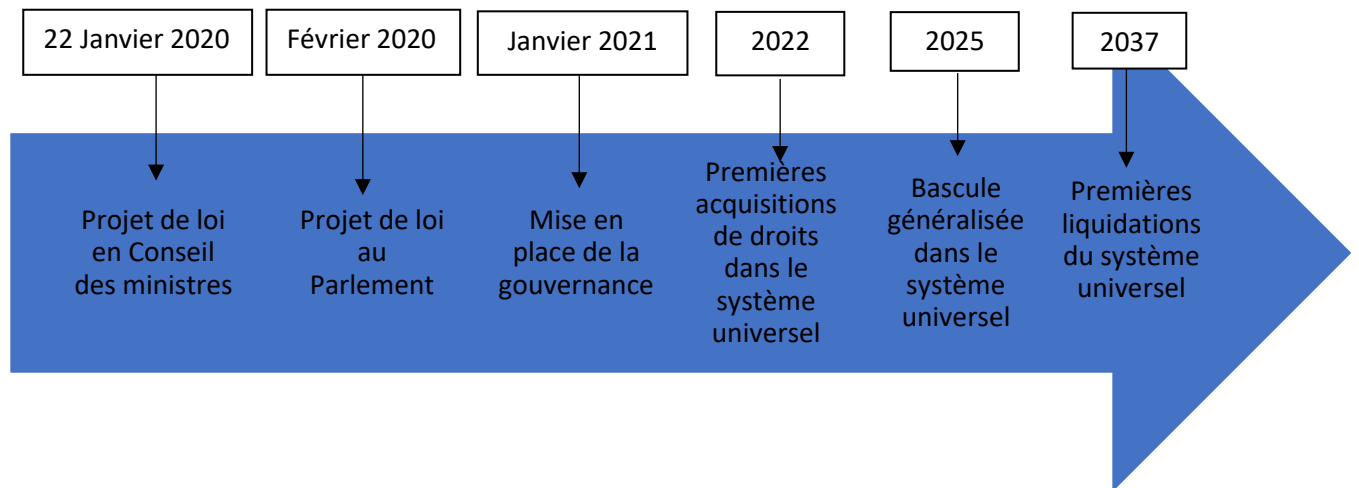 22 Janvier 2020
Février 2020
Janvier 2021
2022
2025
2037
Projet de loi
en Conseil
des ministres
Projet de loi
au
Parlement
Mise en
place de la
gouvernance
Premières
acquisitions
de droits
dans le
système
universel
Bascule
généralisée
dans le
système
universel
Premières
liquidations
du système
universel